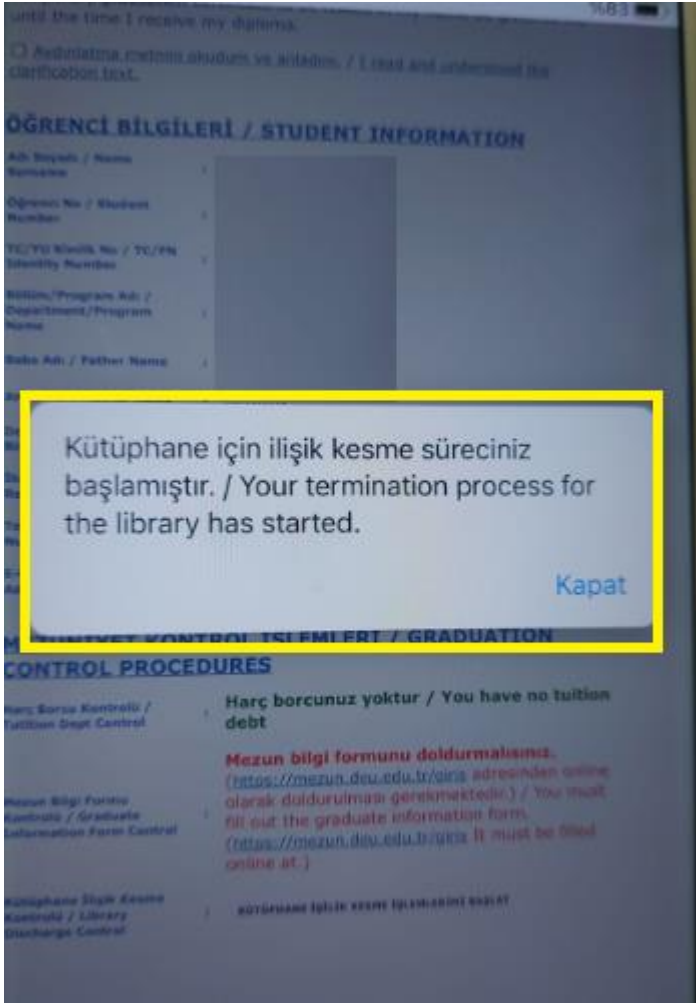 %83
until the time I receive my diploma.
Aydınlatma metnini okudum ve anladım. / I read and understood the
clarification text.
ÖĞRENCİ BİLGİLERİ / STUDENT INFORMATION
Adı Soyadı / Name
Surname :
Öğrenci No / Student
Number :
TC/YU Kimlik No / TC/FN
Identity Number :
Bölüm/Program Adı /
Department/Program
Name :
Baba Adı / Father Name :
Kütüphane için ilişik kesme süreciniz
başlamıştır. / Your termination process for
the library has started.
Kapat
KONTROL İŞLEMLERİ / GRADUATION
CONTROL PROCEDURES
Harç Borcu Kontrolü /
Tuition Dept Control :
Harç borcunuz yoktur / You have no tuition
debt
Mezun Bilgi Formu
Kontrolü / Graduate
Information Form Control :
Mezun bilgi formunu doldurmalısınız.
(https://mezun.deu.edu.tr/giris adresinden online
olarak doldurulması gerekmektedir.) / You must
fill out the graduate information form.
(https://mezun.deu.edu.tr/giris It must be filled
online at.)
Kütüphane İlişik Kesme
Kontrolü / Library
Discharge Control :
KÜTÜPHANE İLİŞİK KESME İŞLEMLERİNİ BAŞLAT